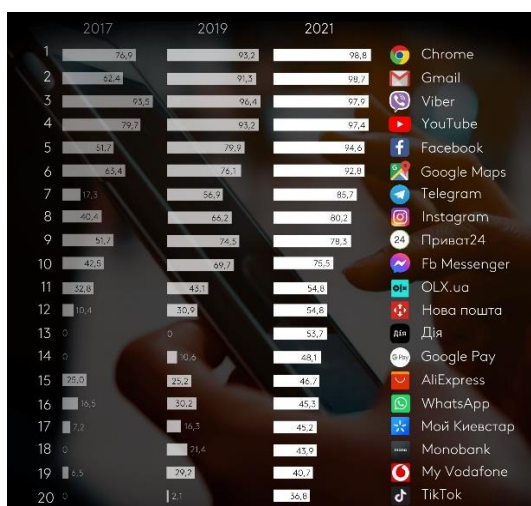 2017 2019 2021
1 76,9 93,2 98,8 Chrome
2 62,4 91,3 98,7 Gmail
3 93,5 96,4 97,9 Viber
4 79,7 93,2 97,4 YouTube
5 51,7 79,9 94,6 Facebook
6 63,4 76,1 92,8 Google Maps
7 17,3 56,9 85,7 Telegram
8 40,4 66,2 80,2 Instagram
9 51,7 74,5 78,3 24 Приват24
10 42,5 69,7 75,5 Fb Messenger
11 32,8 43,1 54,8 OLX.ua
12 10,4 30,9 54,8 Нова пошта
13 0 0 53,7 Дія Дія
14 0 10,6 48,1 G Pay Google Pay
15 25,0 25,2 46,7 AliExpress
16 16,5 30,2 45,3 WhatsApp
17 7,2 16,3 45,2 Мой Киевстар
18 0 21,4 43,9 Monobank
19 6,5 29,2 40,7 My Vodafone
20 0 2,1 36,8 TikTok